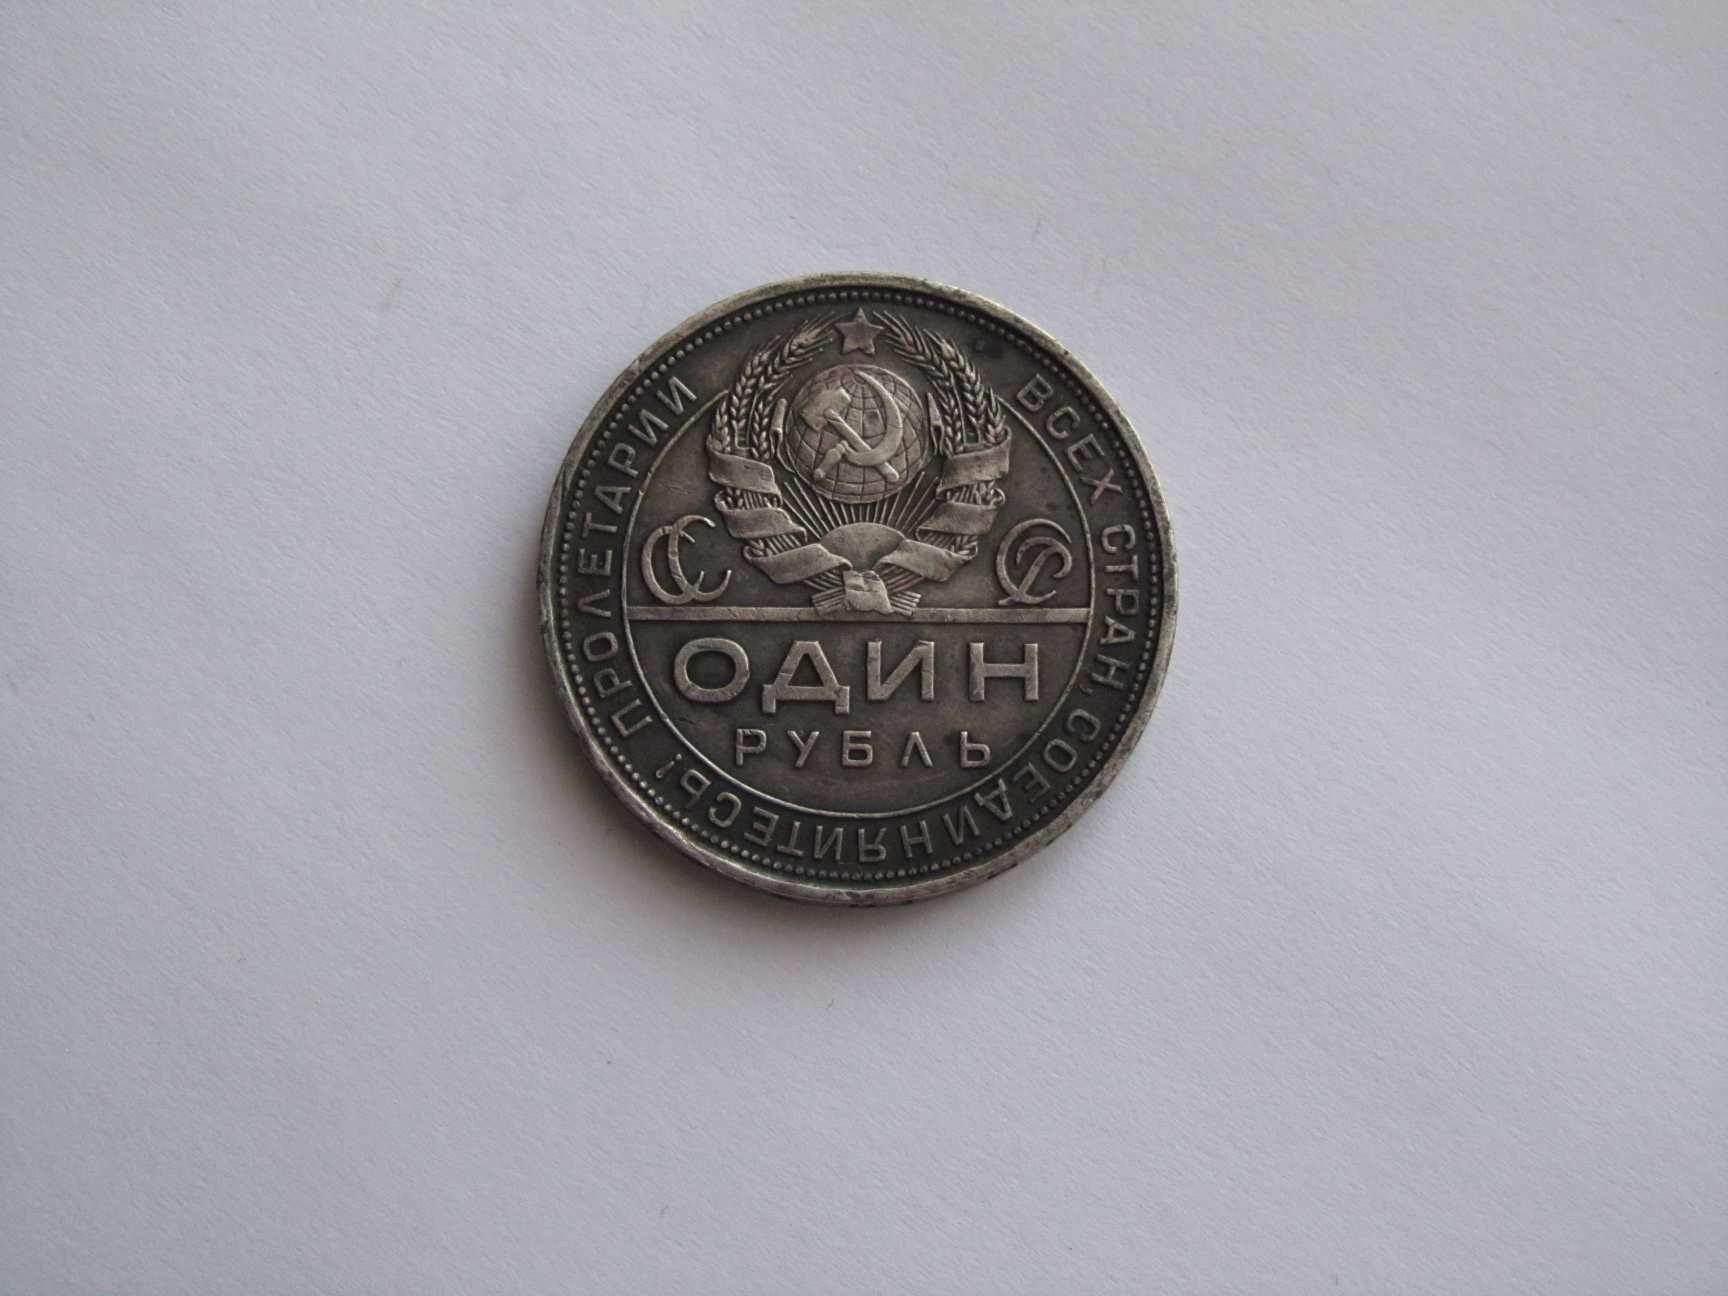 ПРОЛЕТАРИИ ВСЕХ СТРАН, СОЕДИНЯЙТЕСЬ!
СС СР
ОДИН
РУБЛЬ